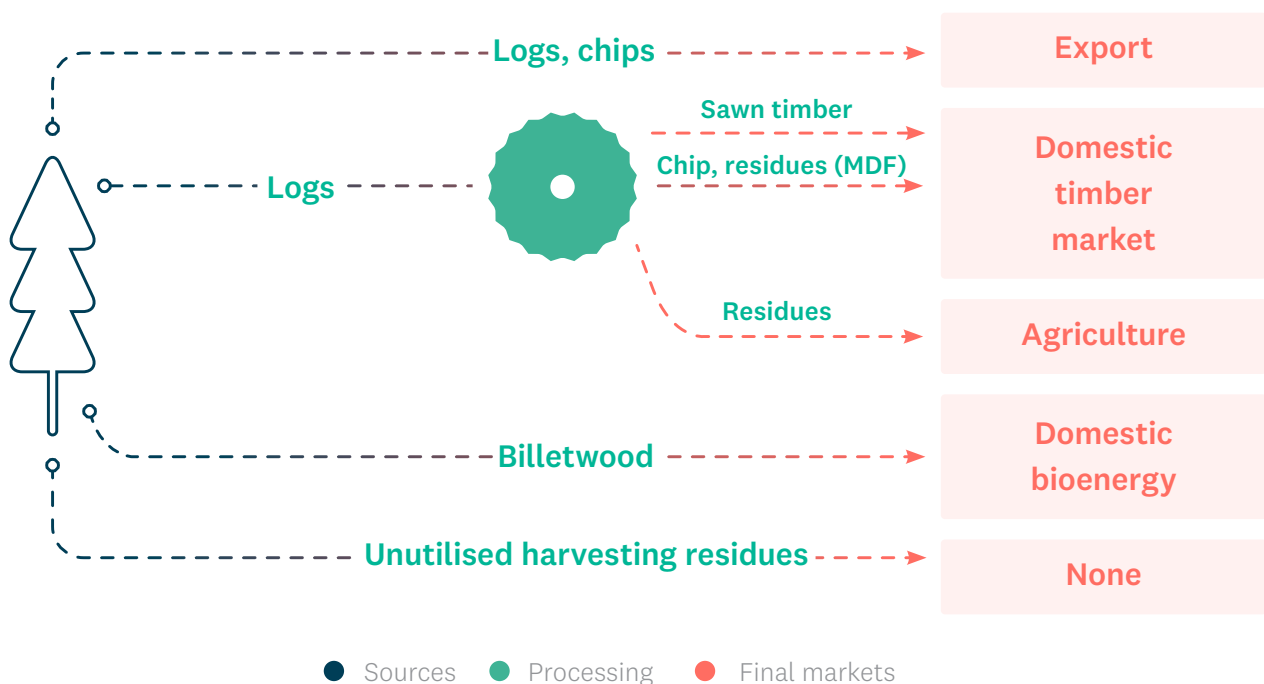 Logs, chips
Export
Sawn timber
Logs
Chip, residues (MDF)
Domestic
timber
market
Residues
Agriculture
Billetwood
Domestic
bioenergy
Unutilised harvesting residues
None
Sources
Processing
Final markets